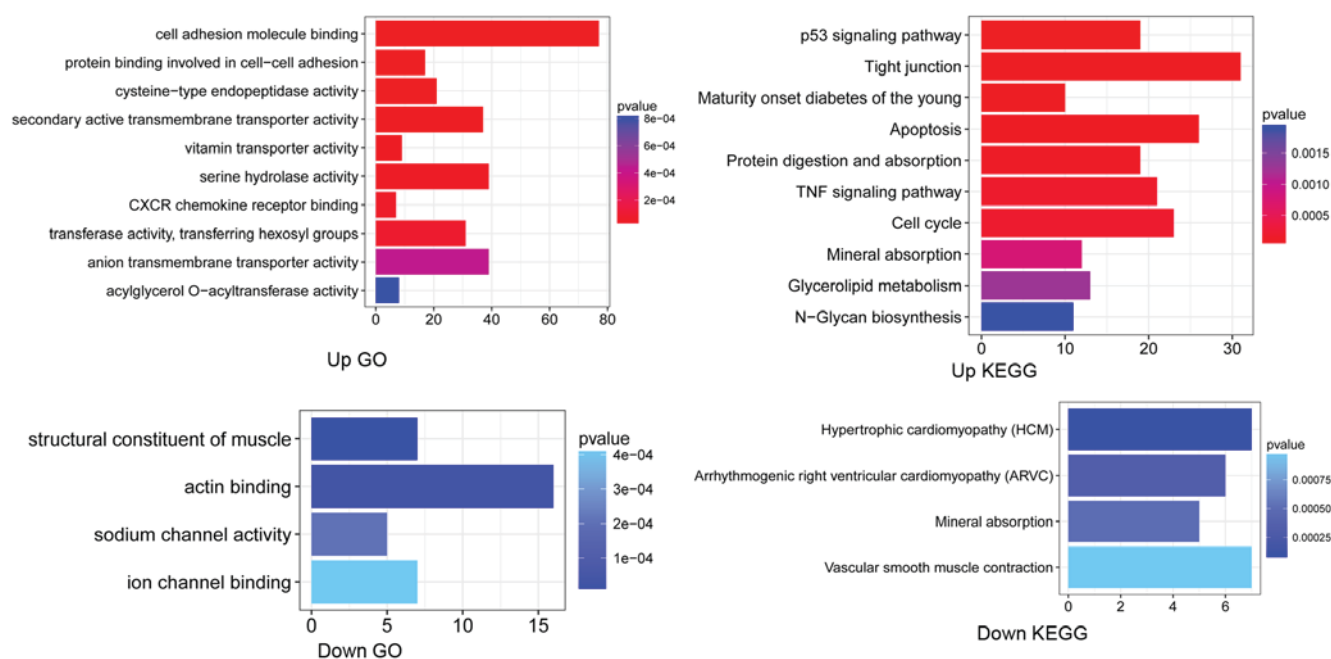 cell adhesion molecule binding
protein binding involved in cell−cell adhesion
cysteine−type endopeptidase activity
secondary active transmembrane transporter activity
vitamin transporter activity
serine hydrolase activity
CXCR chemokine receptor binding
transferase activity, transferring hexosyl groups
anion transmembrane transporter activity
acylglycerol O−acyltransferase activity
0 20 40 60 80
Up GO
pvalue
8e−04
6e−04
4e−04
2e−04
p53 signaling pathway
Tight junction
Maturity onset diabetes of the young
Apoptosis
Protein digestion and absorption
TNF signaling pathway
Cell cycle
Mineral absorption
Glycerolipid metabolism
N−Glycan biosynthesis
0 10 20 30
Up KEGG
pvalue
0.0015
0.0010
0.0005
structural constituent of muscle
actin binding
sodium channel activity
ion channel binding
0 5 10 15
Down GO
pvalue
4e−04
3e−04
2e−04
1e−04
Hypertrophic cardiomyopathy (HCM)
Arrhythmogenic right ventricular cardiomyopathy (ARVC)
Mineral absorption
Vascular smooth muscle contraction
0 2 4 6
Down KEGG
pvalue
0.00075
0.00050
0.00025